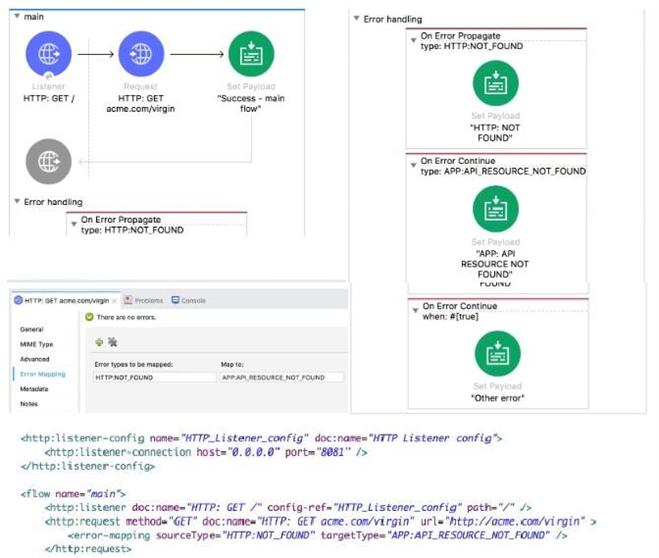 main
Listener
HTTP: GET /
Request
HTTP: GET
acme.com/virgin
Set Payload
"Success - main
flow"
Error handling
On Error Propagate
type: HTTP:NOT_FOUND
Error handling
On Error Propagate
type: HTTP:NOT_FOUND
Set Payload
"HTTP: NOT
FOUND"
On Error Continue
type: APP:API_RESOURCE_NOT_FOUND
Set Payload
"APP: API
RESOURCE NOT
FOUND"
FOUND"
On Error Continue
when: #[true]
Set Payload
"Other error"
HTTP: GET acme.com/virgin
Problems
Console
There are no errors.
General
MIME Type
Advanced
Error Mapping
Metadata
Notes
Error types to be mapped:
Map to:
HTTP:NOT_FOUND
APP:API_RESOURCE_NOT_FOUND
<http:listener-config name="HTTP_Listener_config" doc:name="HTTP Listener config">
<http:listener-connection host="0.0.0.0" port="8081" />
</http:listener-config>
<flow name="main">
<http:listener doc:name="HTTP: GET /" config-ref="HTTP_Listener_config" path="/" />
<http:request method="GET" doc:name="HTTP: GET acme.com/virgin" url="http://acme.com/virgin" >
<error-mapping sourceType="HTTP:NOT_FOUND" targetType="APP:API_RESOURCE_NOT_FOUND" />
</http:request>